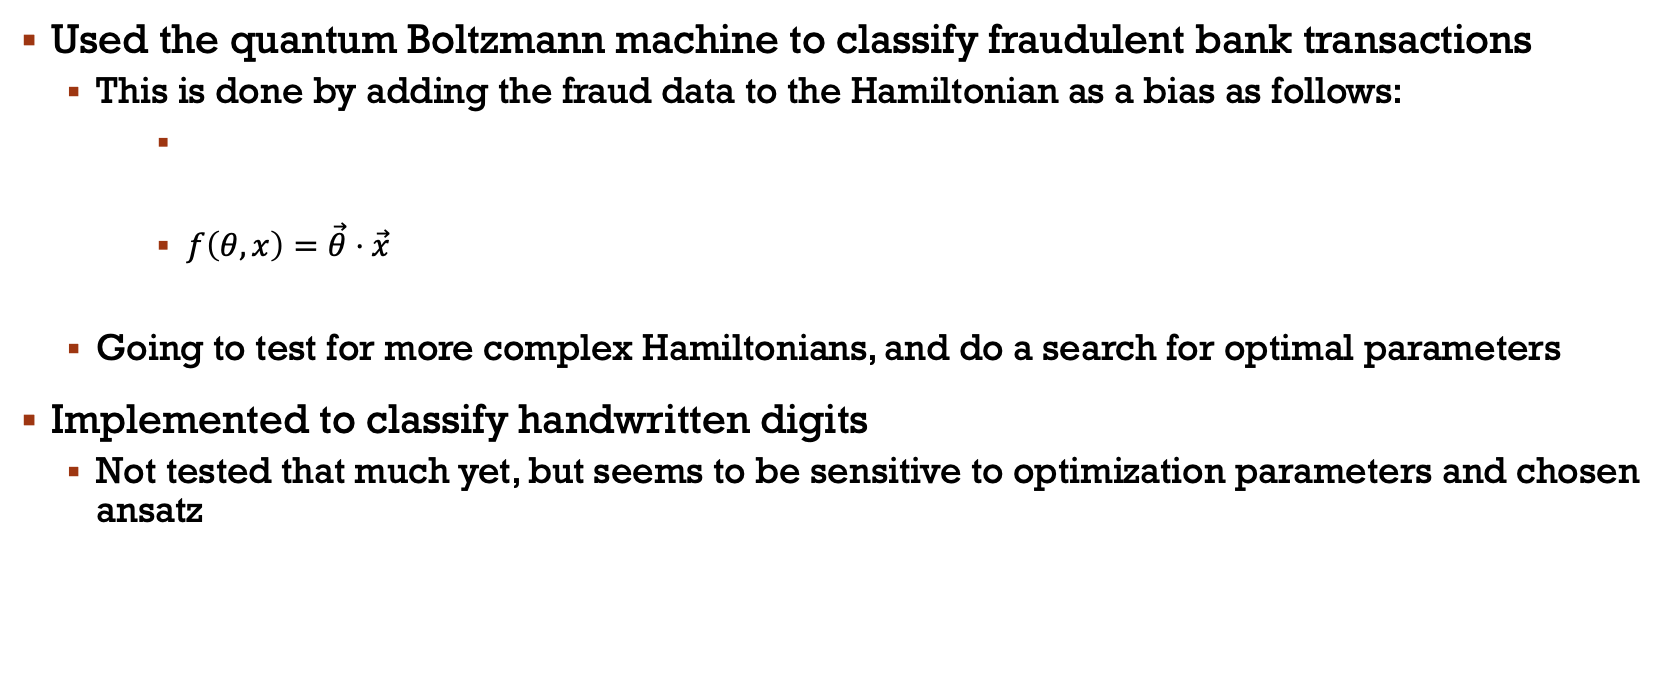 ▪ Used the quantum Boltzmann machine to classify fraudulent bank transactions
▪ This is done by adding the fraud data to the Hamiltonian as a bias as follows:
▪
▪ f(θ, x) = θ⃗ · x⃗
▪ Going to test for more complex Hamiltonians, and do a search for optimal parameters
▪ Implemented to classify handwritten digits
▪ Not tested that much yet, but seems to be sensitive to optimization parameters and chosen
ansatz